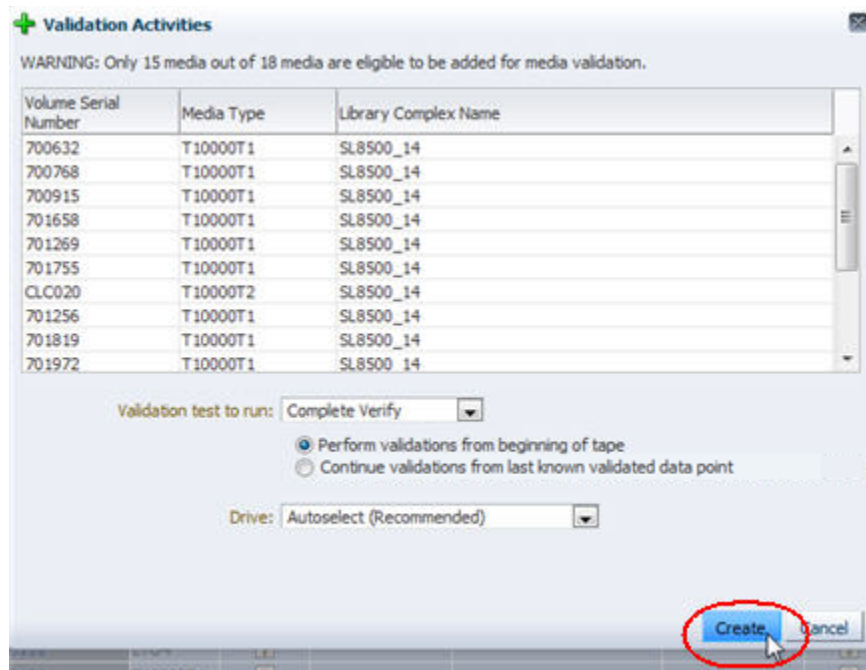 Validation Activities
WARNING: Only 15 media out of 18 media are eligible to be added for media validation.
Volume Serial Number Media Type Library Complex Name
700632 T10000T1 SL8500_14
700768 T10000T1 SL8500_14
700915 T10000T1 SL8500_14
701658 T10000T1 SL8500_14
701269 T10000T1 SL8500_14
701755 T10000T1 SL8500_14
CLC020 T10000T2 SL8500_14
701256 T10000T1 SL8500_14
701819 T10000T1 SL8500_14
701972 T10000T1 SL8500_14
Validation test to run: Complete Verify
Perform validations from beginning of tape
Continue validations from last known validated data point
Drive: Autoselect (Recommended)
Create Cancel